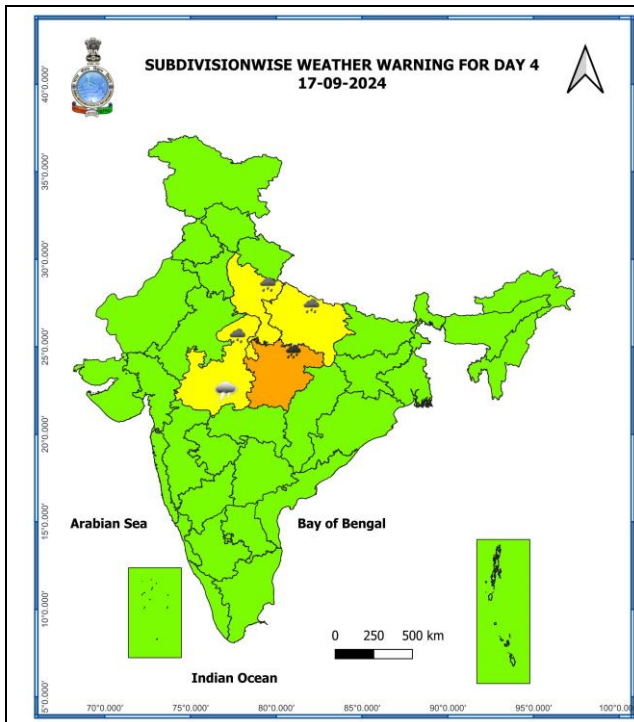 SUBDIVISIONWISE WEATHER WARNING FOR DAY 4
17-09-2024
40°0.000'
35°0.000'
30°0.000'
25°0.000'
20°0.000'
15°0.000'
10°0.000'
5°0.000'
Arabian Sea
Bay of Bengal
0 250 500 km
Indian Ocean
70°0.000' 75°0.000' 80°0.000' 85°0.000' 90°0.000' 95°0.000' 100°0.000'